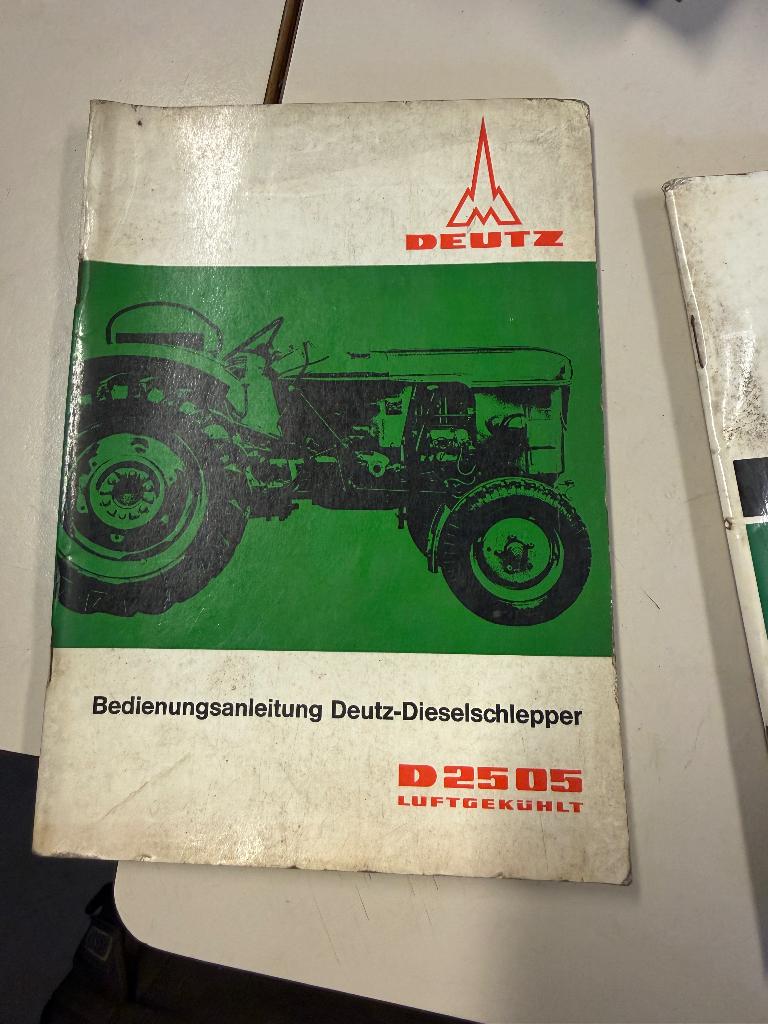 DEUTZ
Bedienungsanleitung Deutz-Dieselschlepper
D 25 05
LUFTGEKÜHLT